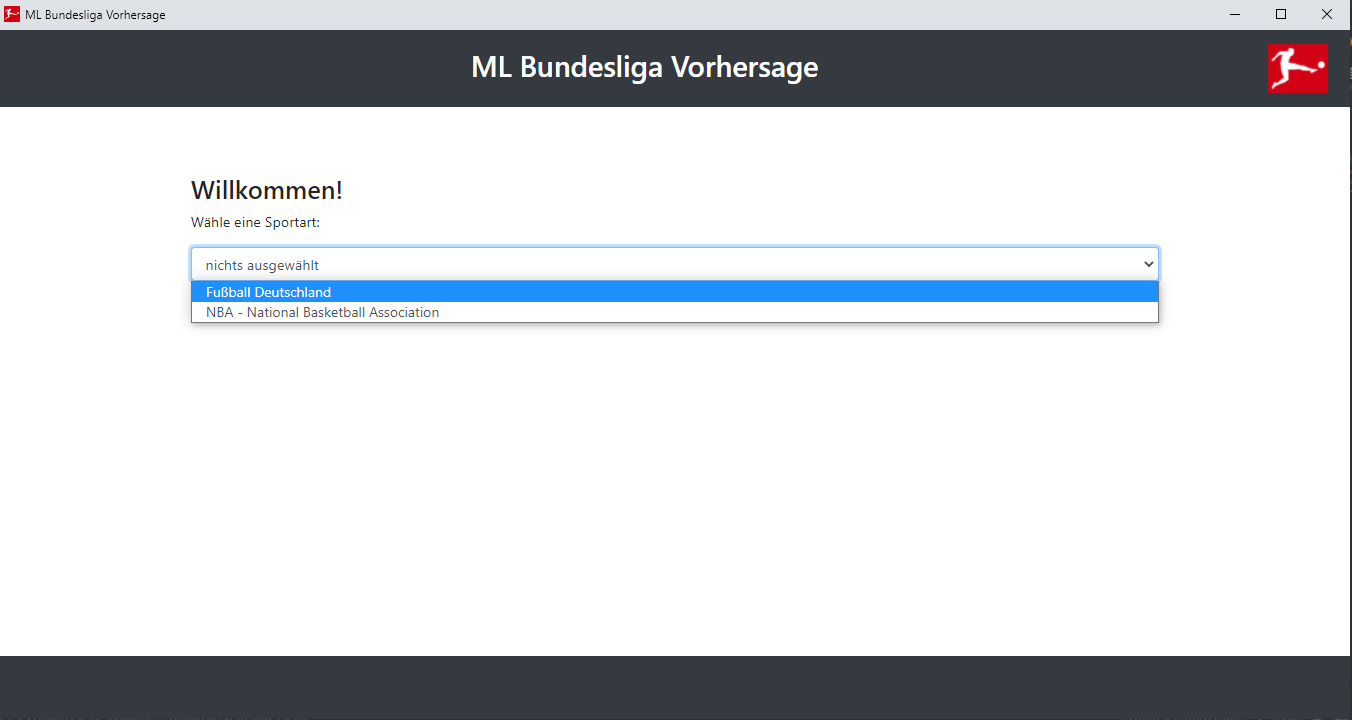 ML Bundesliga Vorhersage
ML Bundesliga Vorhersage
Willkommen!
Wähle eine Sportart:
nichts ausgewählt
Fußball Deutschland
NBA - National Basketball Association